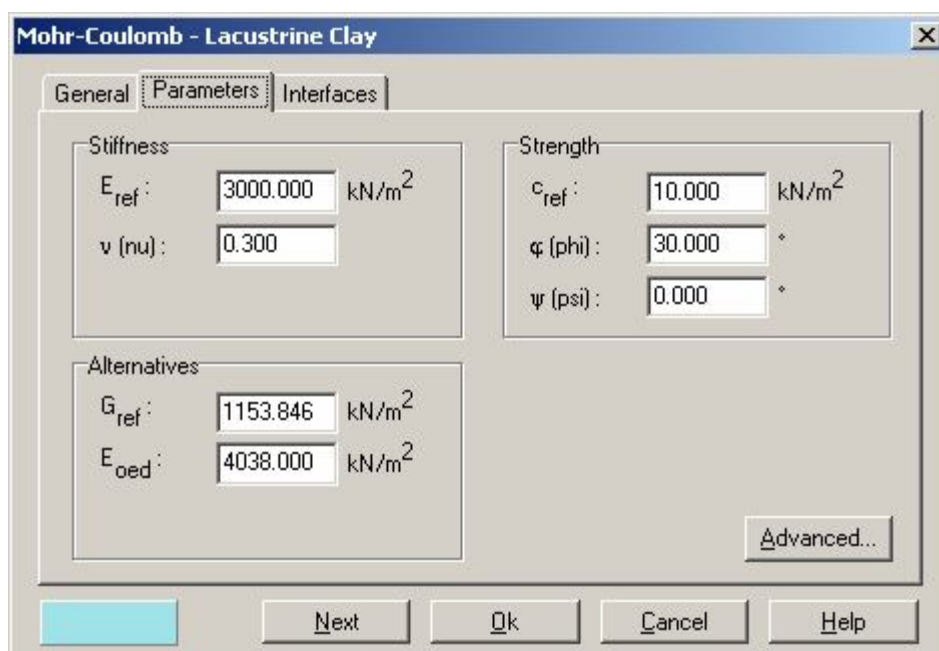 Mohr-Coulomb - Lacustrine Clay
General Parameters Interfaces
Stiffness
E_ref : 3000.000 kN/m²
ν (nu) : 0.300
Strength
c_ref : 10.000 kN/m²
φ (phi) : 30.000 °
ψ (psi) : 0.000 °
Alternatives
G_ref : 1153.846 kN/m²
E_oed : 4038.000 kN/m²
Advanced...
Next Ok Cancel Help